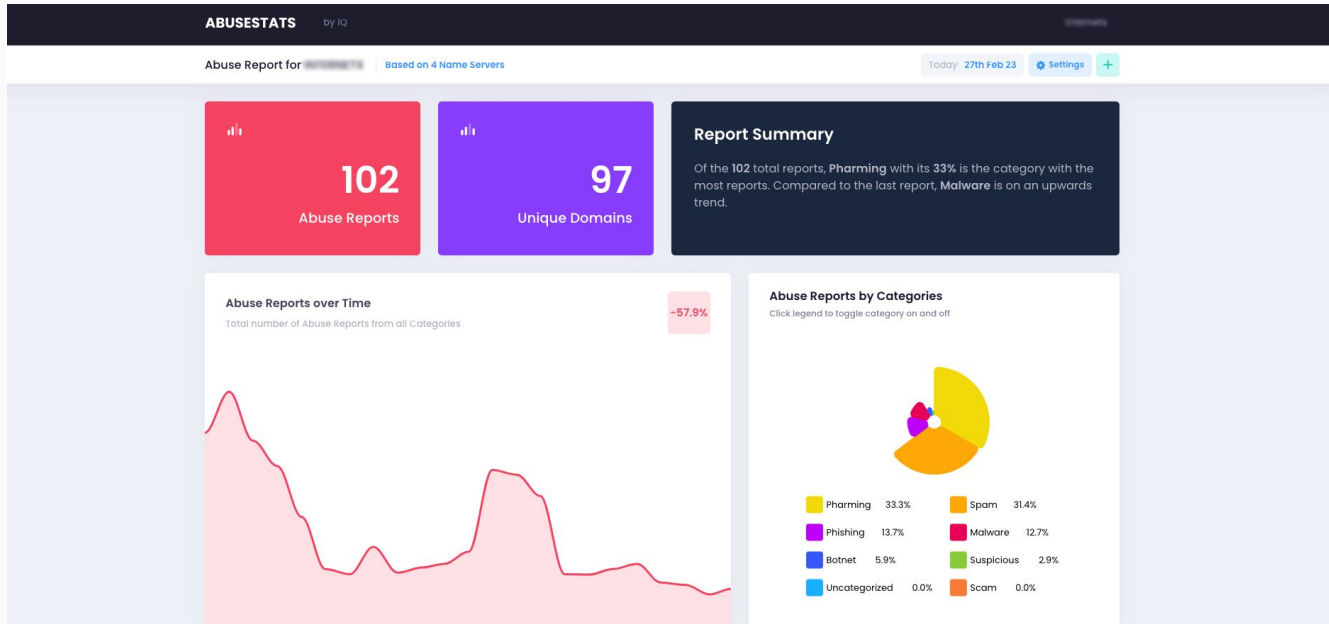 ABUSESTATS by IQ
Abuse Report for
Based on 4 Name Servers
Today 27th Feb 23
Settings
+
102
Abuse Reports
97
Unique Domains
Report Summary
Of the 102 total reports, Pharming with its 33% is the category with the
most reports. Compared to the last report, Malware is on an upwards
trend.
Abuse Reports over Time
Total number of Abuse Reports from all Categories
-57.9%
Abuse Reports by Categories
Click legend to toggle category on and off
Pharming 33.3%
Spam 31.4%
Phishing 13.7%
Malware 12.7%
Botnet 5.9%
Suspicious 2.9%
Uncategorized 0.0%
Scam 0.0%